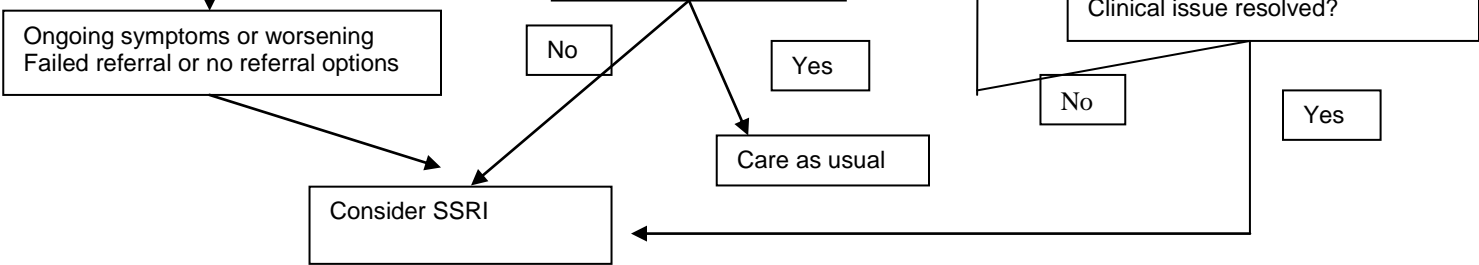 Clinical issue resolved?
Ongoing symptoms or worsening
Failed referral or no referral options
No
Yes
No
Yes
Care as usual
Consider SSRI